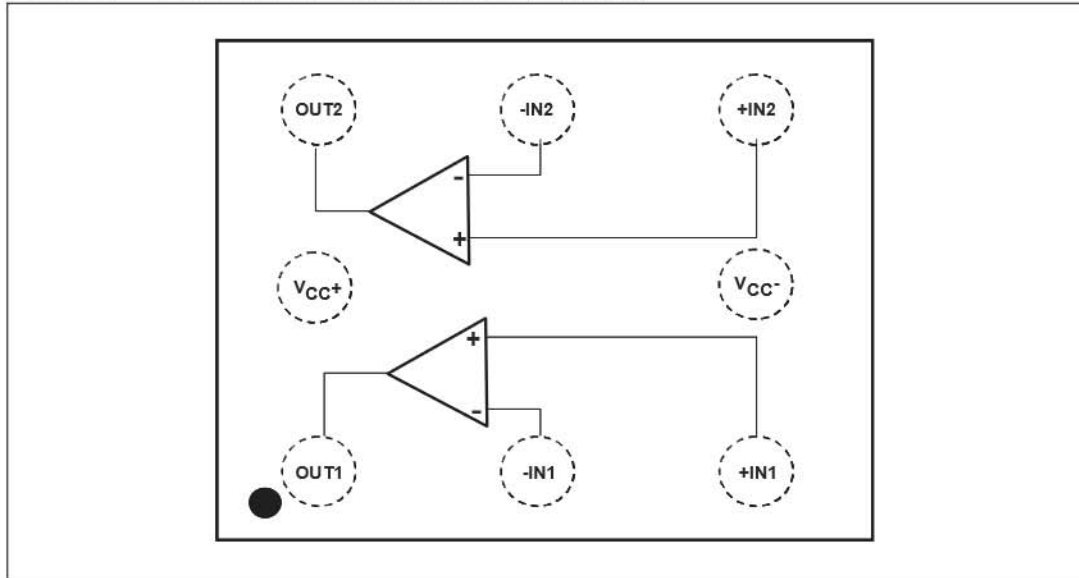 OUT2 -IN2 +IN2
-
+
VCC+ VCC-
+
-
OUT1 -IN1 +IN1